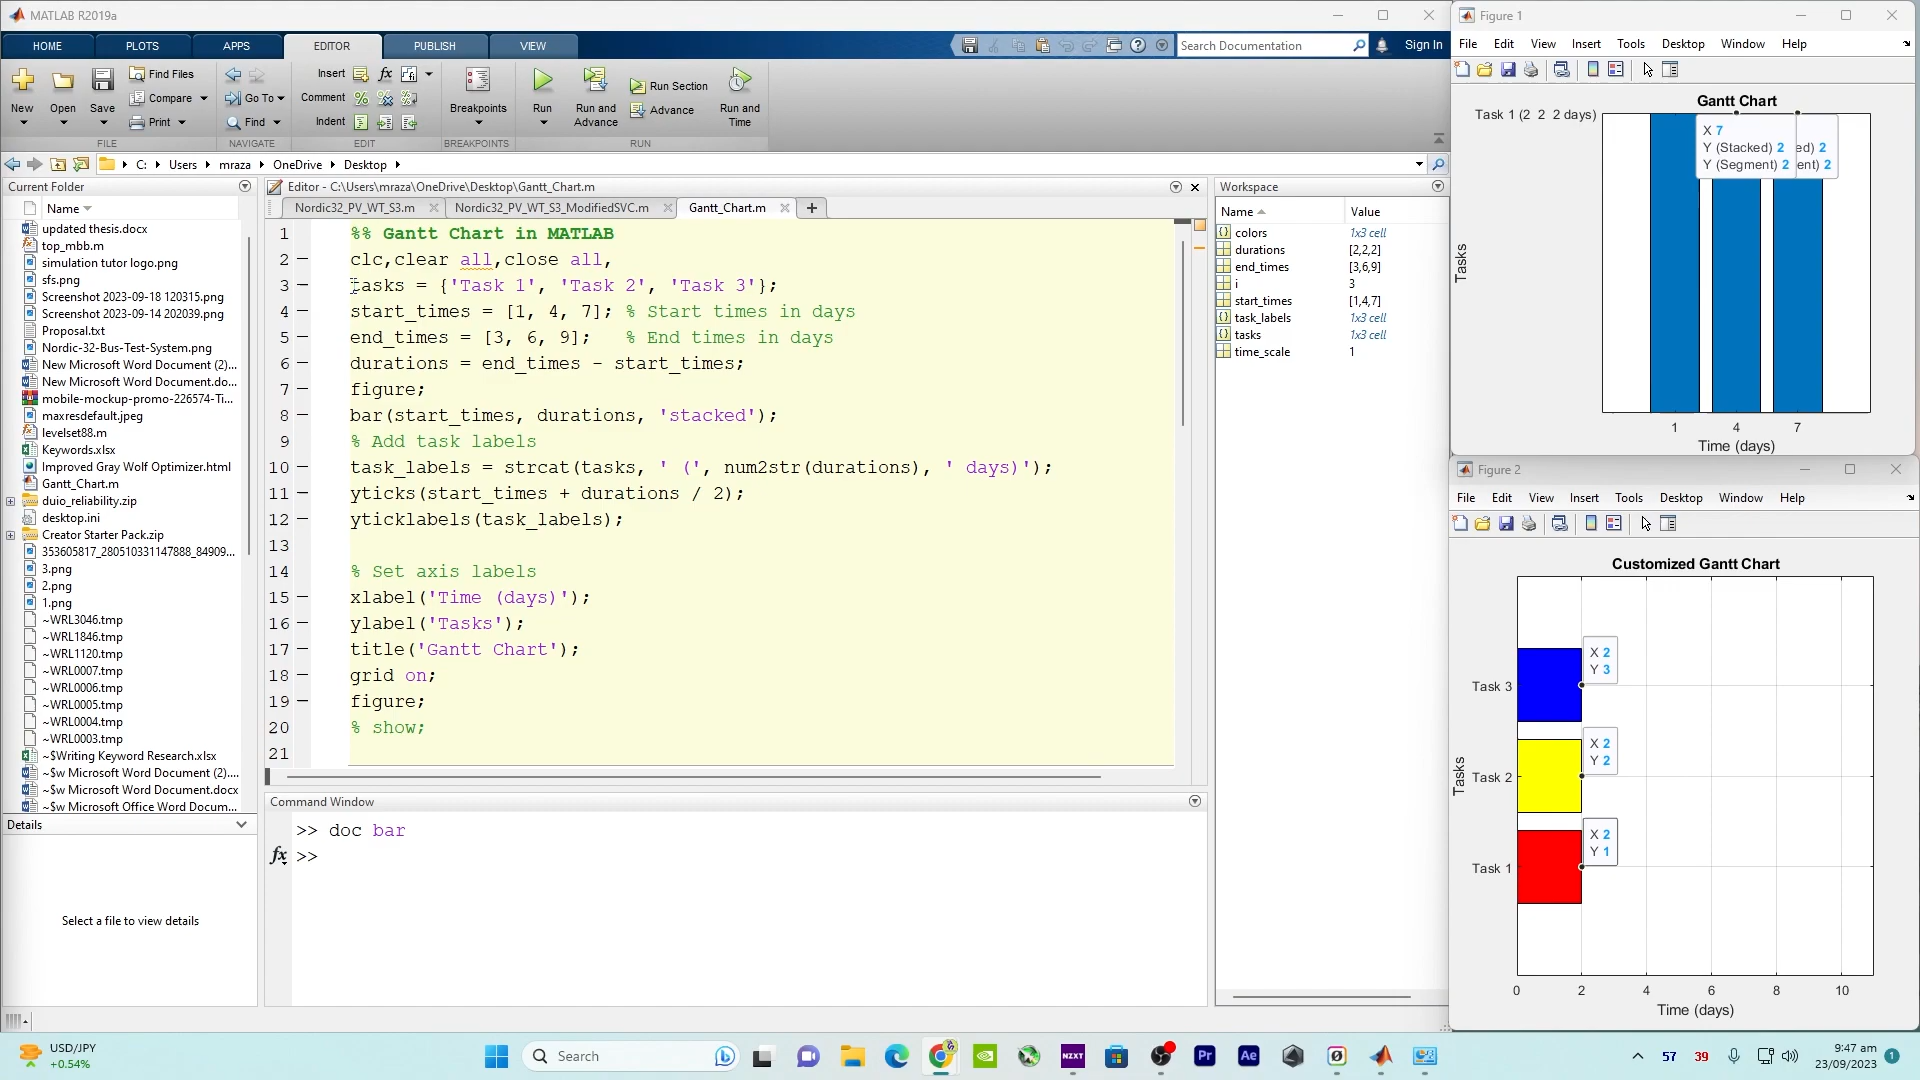 MATLAB R2019a
HOME PLOTS APPS EDITOR PUBLISH VIEW
Search Documentation Sign In
New Open Save Find Files Compare Print
Go To Find
Insert Comment Indent
Breakpoints
Run Run and Advance Run Section Advance Run and Time
FILE NAVIGATE EDIT BREAKPOINTS RUN
C: Users mraza OneDrive Desktop
Current Folder
Name
updated thesis.docx
top_mbb.m
simulation tutor logo.png
sfs.png
Screenshot 2023-09-18 120315.png
Screenshot 2023-09-14 202039.png
Proposal.txt
Nordic-32-Bus-Test-System.png
New Microsoft Word Document (2)...
New Microsoft Word Document.do...
mobile-mockup-promo-226574-Ti...
maxresdefault.jpeg
levelset88.m
Keywords.xlsx
Improved Gray Wolf Optimizer.html
Gantt_Chart.m
duio_reliability.zip
desktop.ini
Creator Starter Pack.zip
353605817_280510331147888_84909...
3.png
2.png
1.png
~WRL3046.tmp
~WRL1846.tmp
~WRL1120.tmp
~WRL0007.tmp
~WRL0006.tmp
~WRL0005.tmp
~WRL0004.tmp
~WRL0003.tmp
~$Writing Keyword Research.xlsx
~$w Microsoft Word Document (2)....
~$w Microsoft Word Document.docx
~$w Microsoft Office Word Docum...
Details
Select a file to view details
Editor - C:\Users\mraza\OneDrive\Desktop\Gantt_Chart.m
Nordic32_PV_WT_S3.m Nordic32_PV_WT_S3_ModifiedSVC.m Gantt_Chart.m +
1 %% Gantt Chart in MATLAB
2 clc,clear all,close all,
3 tasks = {'Task 1', 'Task 2', 'Task 3'};
4 start_times = [1, 4, 7]; % Start times in days
5 end_times = [3, 6, 9]; % End times in days
6 durations = end_times - start_times;
7 figure;
8 bar(start_times, durations, 'stacked');
9 % Add task labels
10 task_labels = strcat(tasks, ' (', num2str(durations), ' days)');
11 yticks(start_times + durations / 2);
12 yticklabels(task_labels);
13
14 % Set axis labels
15 xlabel('Time (days)');
16 ylabel('Tasks');
17 title('Gantt Chart');
18 grid on;
19 figure;
20 % show;
21
Command Window
>> doc bar
fx >>
Workspace
Name Value
colors 1x3 cell
durations [2,2,2]
end_times [3,6,9]
i 3
start_times [1,4,7]
task_labels 1x3 cell
tasks 1x3 cell
time_scale 1
Figure 1
File Edit View Insert Tools Desktop Window Help
Gantt Chart
Task 1 (2 2 2 days)
X 7
Y (Stacked) 2 ed) 2
Y (Segment) 2 ent) 2
Tasks
1 4 7
Time (days)
Figure 2
File Edit View Insert Tools Desktop Window Help
Customized Gantt Chart
X 2
Y 3
Task 3
X 2
Y 2
Task 2
X 2
Y 1
Task 1
Tasks
0 2 4 6 8 10
Time (days)
USD/JPY
+0.54%
Search
NZXT Pr Ae
57 39
9:47 am
23/09/2023
1